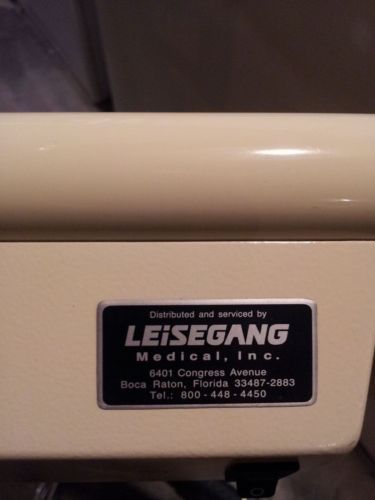 Distributed and serviced by
LEiSEGANG
Medical, Inc.
6401 Congress Avenue
Boca Raton, Florida 33487-2883
Tel.: 800 - 448 - 4450